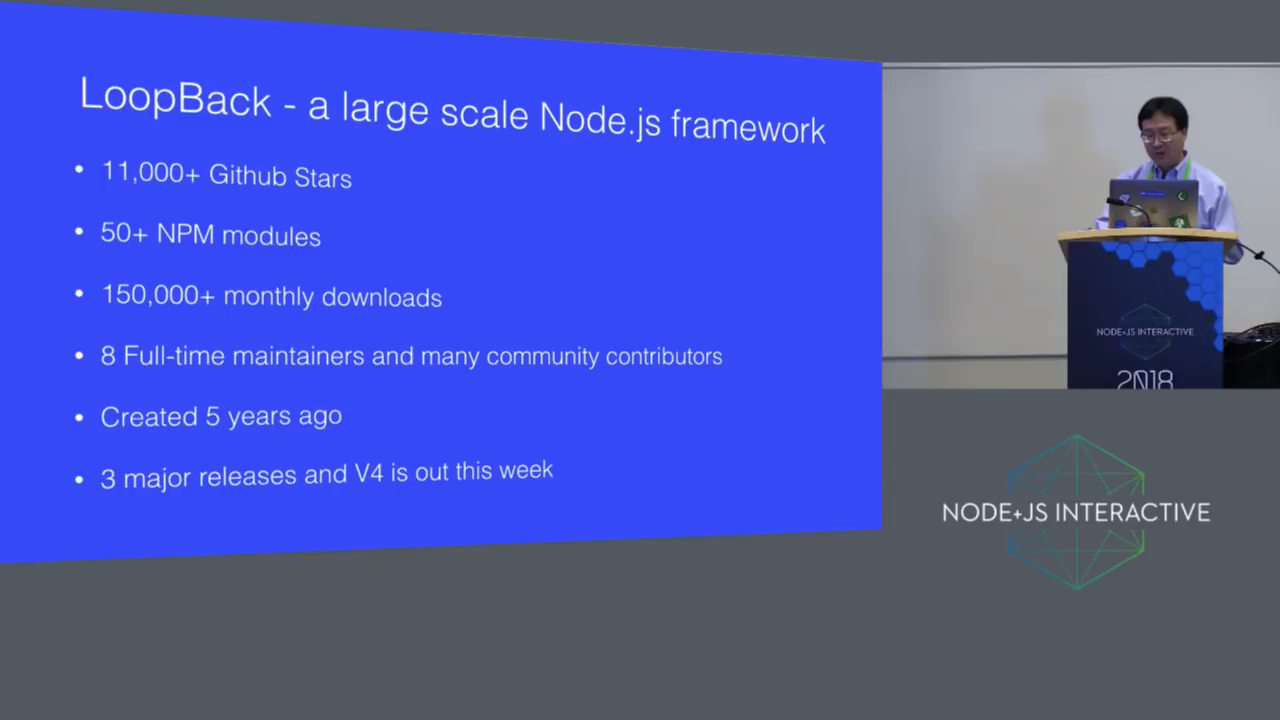 LoopBack - a large scale Node.js framework
• 11,000+ Github Stars
• 50+ NPM modules
• 150,000+ monthly downloads
• 8 Full-time maintainers and many community contributors
• Created 5 years ago
• 3 major releases and V4 is out this week
NODE+JS INTERACTIVE
2018
NODE+JS INTERACTIVE